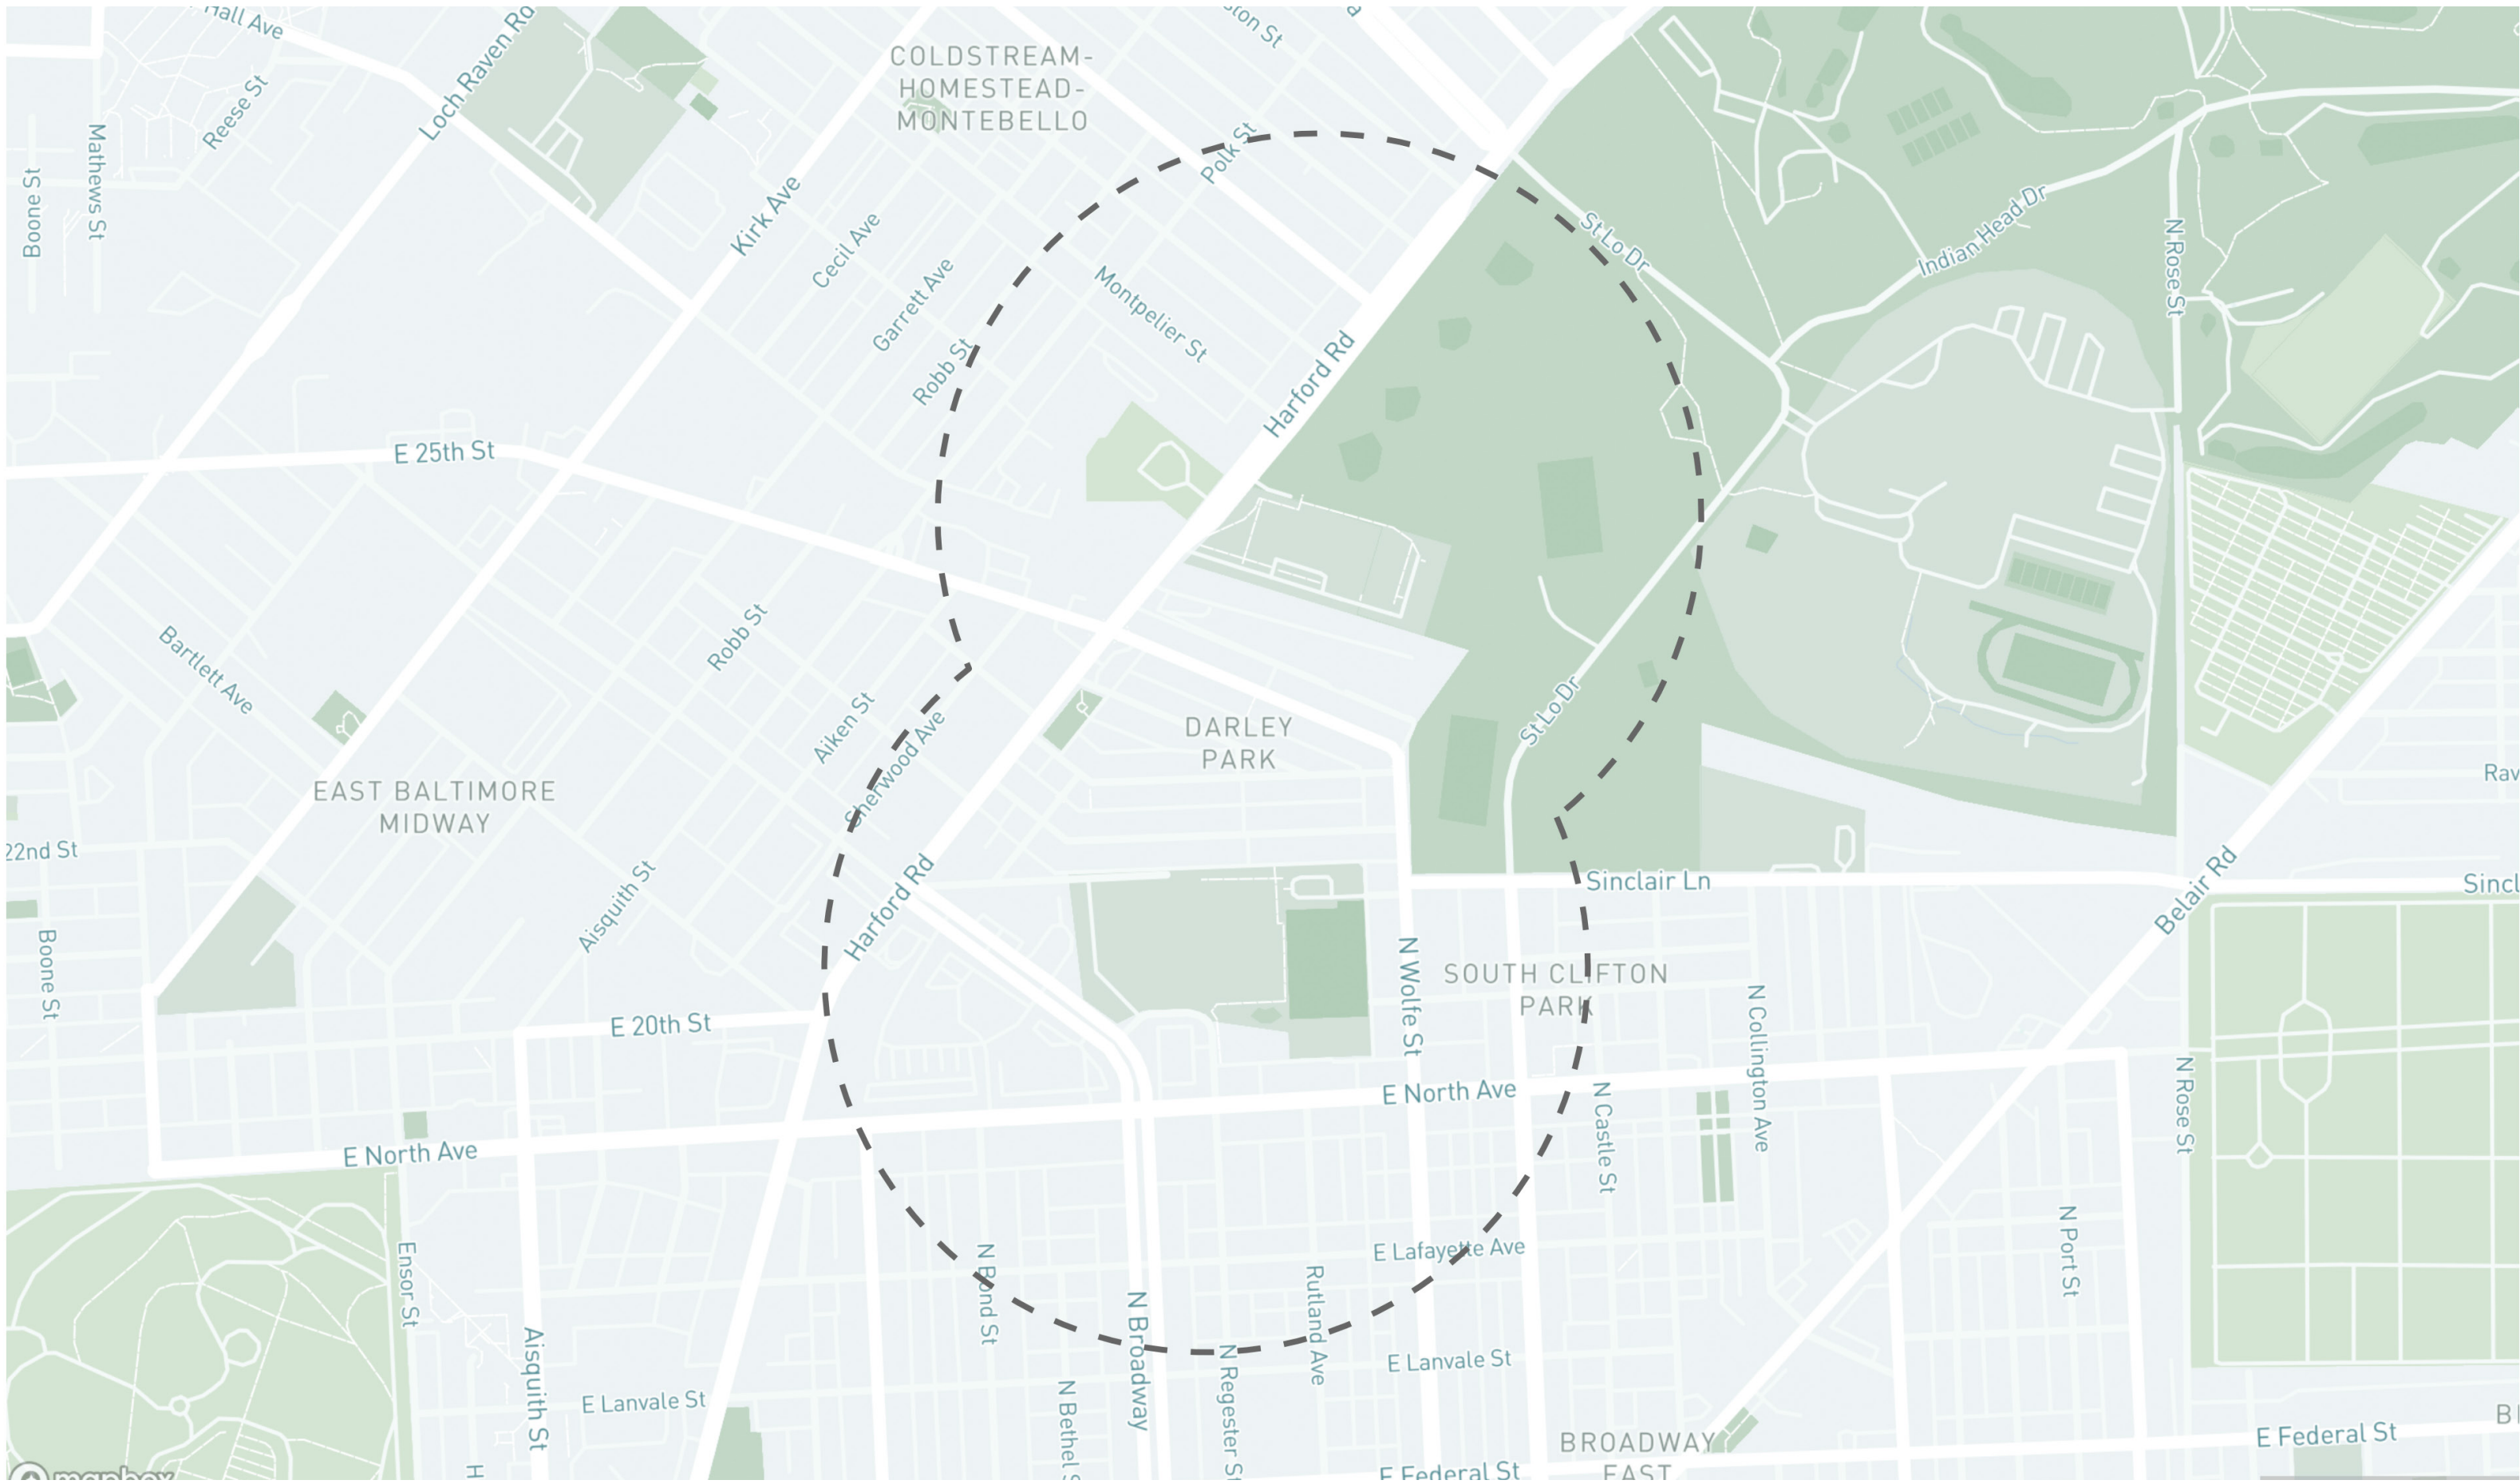 Hall Ave
Loch Raven Rd
COLDSTREAM-
HOMESTEAD-
MONTEBELLO
Reese St
Mathews St
Boone St
Kirk Ave
Cecil Ave
Garrett Ave
Robb St
Polk St
Montpelier St
Harford Rd
St Lo Dr
Indian Head Dr
N Rose St
E 25th St
Bartlett Ave
Robb St
Aiken St
Sherwood Ave
DARLEY
PARK
St Lo Dr
EAST BALTIMORE
MIDWAY
22nd St
Aisquith St
Harford Rd
Sinclair Ln
Belair Rd
Boone St
E 20th St
N Wolfe St
SOUTH CLIFTON
PARK
N Collington Ave
E North Ave
E North Ave
N Castle St
N Rose St
Ensor St
Aisquith St
N Bond St
N Broadway
E Lafayette Ave
Rutland Ave
N Port St
E Lanvale St
E Lanvale St
N Bethel S
N Regester St
BROADWAY
EAST
E Federal St
E Federal St
mapbox